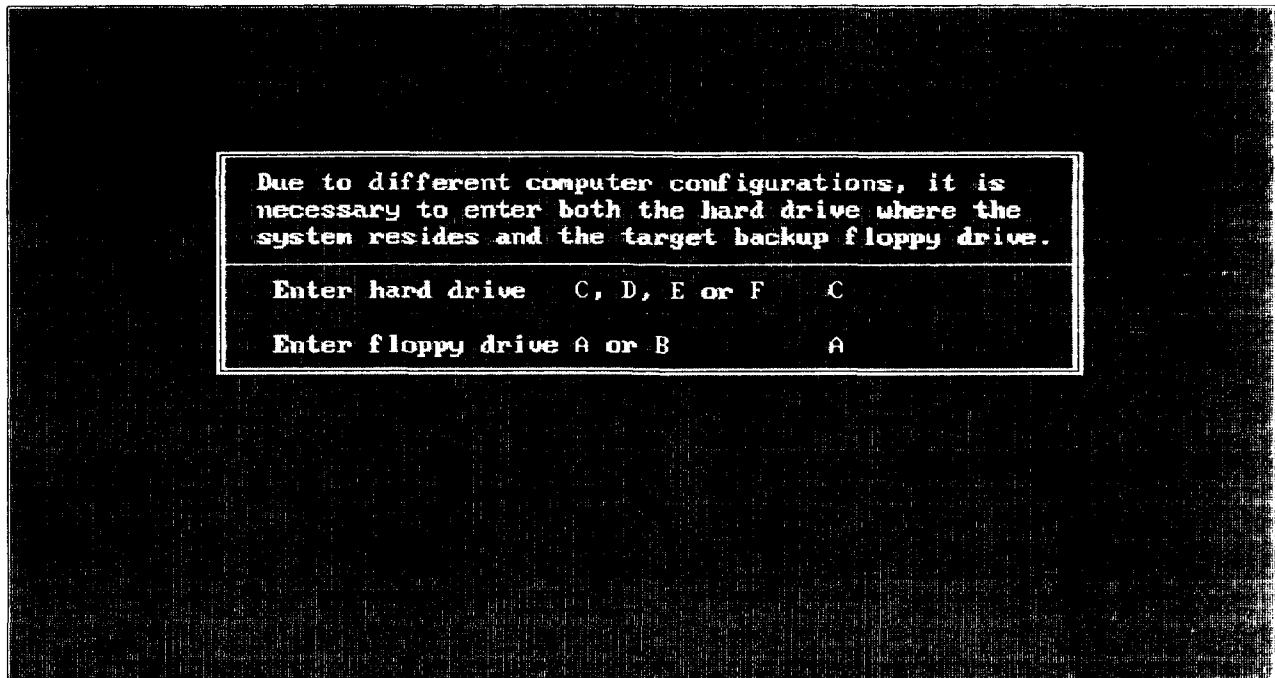 Due to different computer configurations, it is
necessary to enter both the hard drive where the
system resides and the target backup floppy drive.
Enter hard drive C, D, E or F C
Enter floppy drive A or B A